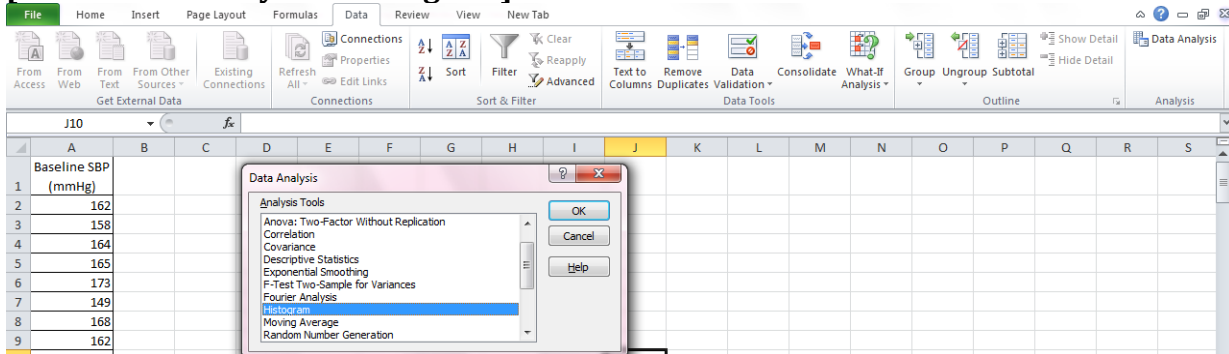 File Home Insert Page Layout Formulas Data Review View New Tab
From Access From Web From Text From Other Sources Existing Connections Refresh All Connections Properties Edit Links Sort Filter Clear Reapply Advanced Text to Columns Remove Duplicates Data Validation Consolidate What-If Analysis Group Ungroup Subtotal Show Detail Hide Detail Data Analysis
Get External Data Connections Sort & Filter Data Tools Outline Analysis
J10 fx
A B C D E F G H I J K L M N O P Q R S
1 Baseline SBP
(mmHg)
2 162
3 158
4 164
5 165
6 173
7 149
8 168
9 162
Data Analysis
Analysis Tools
Anova: Two-Factor Without Replication
Correlation
Covariance
Descriptive Statistics
Exponential Smoothing
F-Test Two-Sample for Variances
Fourier Analysis
Histogram
Moving Average
Random Number Generation
OK
Cancel
Help